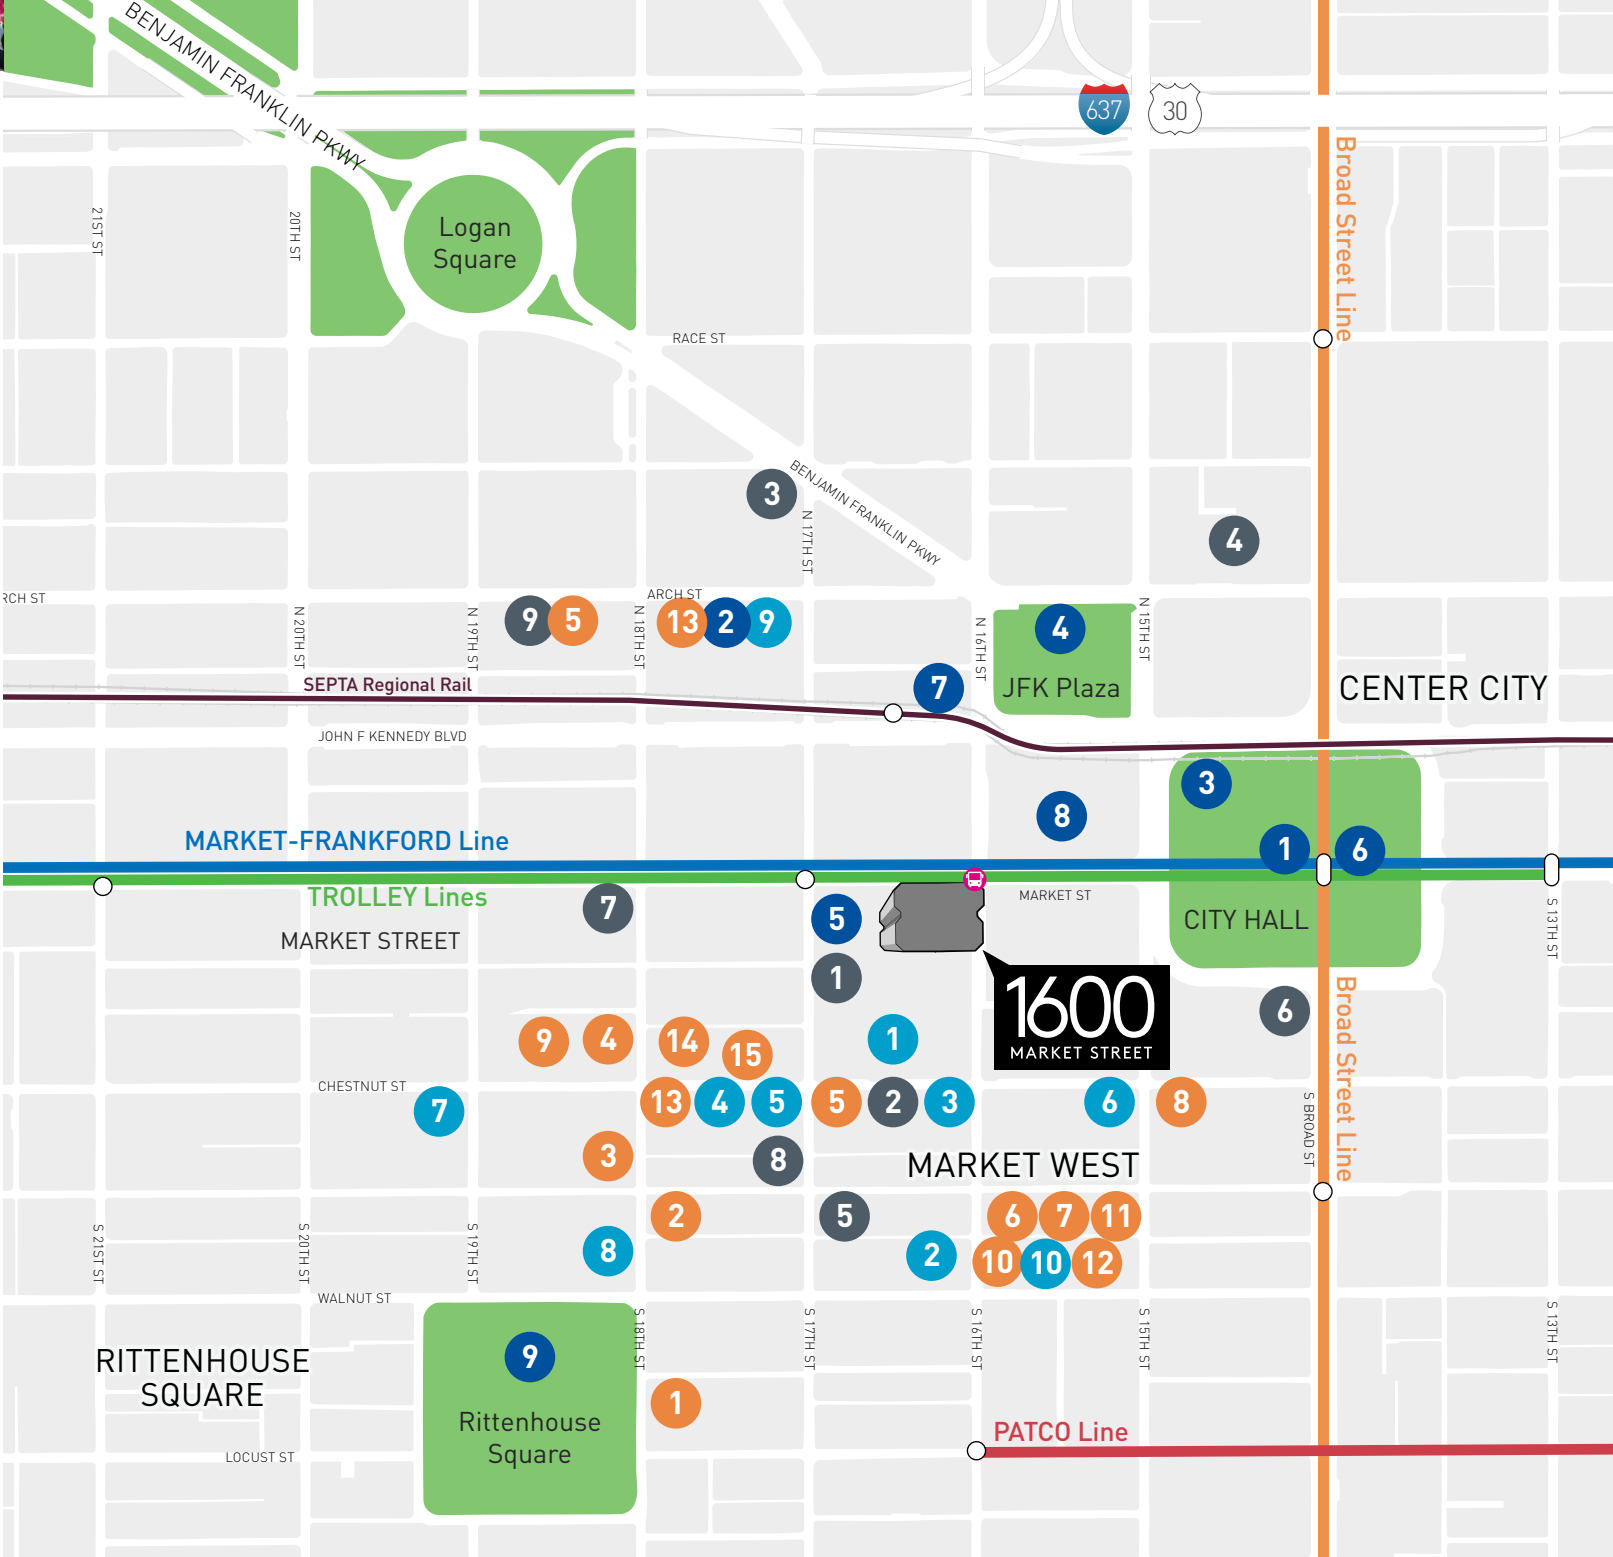 BENJAMIN FRANKLIN PKWY
637
30
Broad Street Line
21ST ST
20TH ST
Logan
Square
RACE ST
BENJAMIN FRANKLIN PKWY
3
N 17TH ST
4
RCH ST
ARCH ST
9
5
13
2
9
N 20TH ST
N 19TH ST
N 18TH ST
N 16TH ST
N 15TH ST
4
JFK Plaza
7
SEPTA Regional Rail
CENTER CITY
JOHN F KENNEDY BLVD
3
8
1
6
MARKET-FRANKFORD Line
TROLLEY Lines
MARKET STREET
7
5
MARKET ST
CITY HALL
S 13TH ST
1
1600
MARKET STREET
6
Broad Street Line
9
4
14
15
1
CHESTNUT ST
7
13
4
5
5
2
3
6
8
S BROAD ST
3
8
MARKET WEST
2
5
6
7
11
8
2
10
10
12
S 21ST ST
S 20TH ST
S 19TH ST
WALNUT ST
S 18TH ST
S 17TH ST
S 16TH ST
S 15TH ST
S 13TH ST
RITTENHOUSE
SQUARE
9
Rittenhouse
Square
1
PATCO Line
LOCUST ST